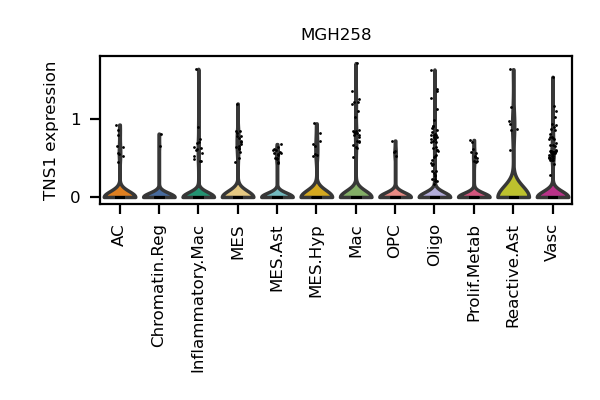 MGH258
TNS1 expression
1
0
AC
Chromatin.Reg
Inflammatory.Mac
MES
MES.Ast
MES.Hyp
Mac
OPC
Oligo
Prolif.Metab
Reactive.Ast
Vasc